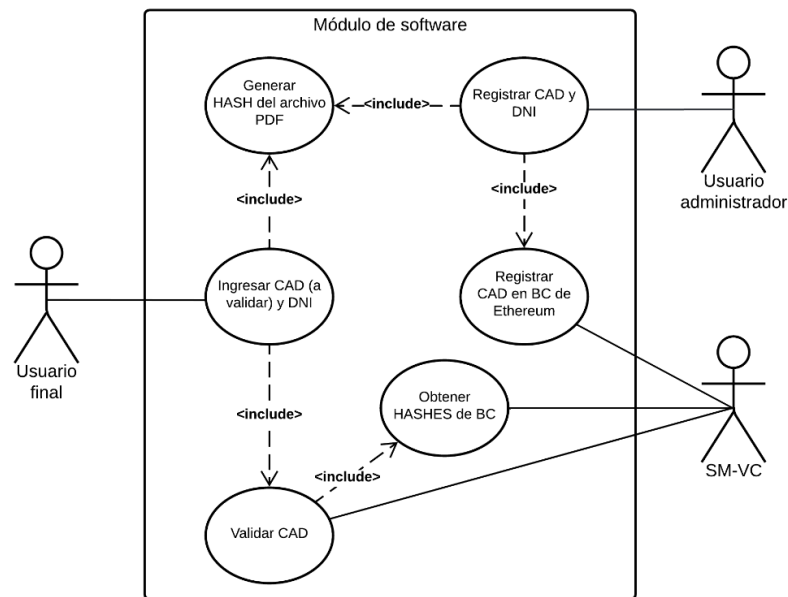 Módulo de software
Generar
HASH del archivo
PDF
<include>
Registrar CAD y
DNI
Usuario
administrador
<include>
<include>
Ingresar CAD (a
validar) y DNI
Registrar
CAD en BC de
Ethereum
Usuario
final
<include>
Obtener
HASHES de BC
<include>
SM-VC
Validar CAD